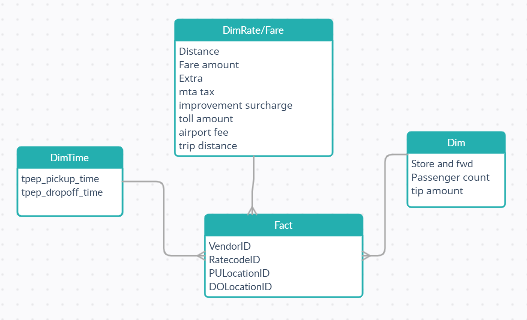 DimRate/Fare
Distance
Fare amount
Extra
mta tax
improvement surcharge
toll amount
airport fee
trip distance
DimTime
tpep_pickup_time
tpep_dropoff_time
Dim
Store and fwd
Passenger count
tip amount
Fact
VendorID
RatecodeID
PULocationID
DOLocationID